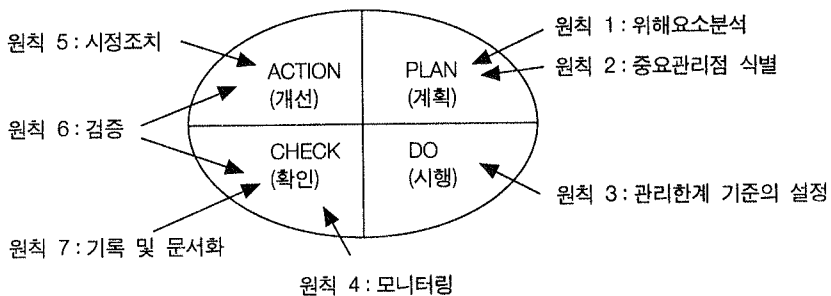 원칙 5 : 시정조치
원칙 1 : 위해요소분석
원칙 2 : 중요관리점 식별
ACTION
(개선)
PLAN
(계획)
원칙 6 : 검증
CHECK
(확인)
DO
(시행)
원칙 3 : 관리한계 기준의 설정
원칙 7 : 기록 및 문서화
원칙 4 : 모니터링